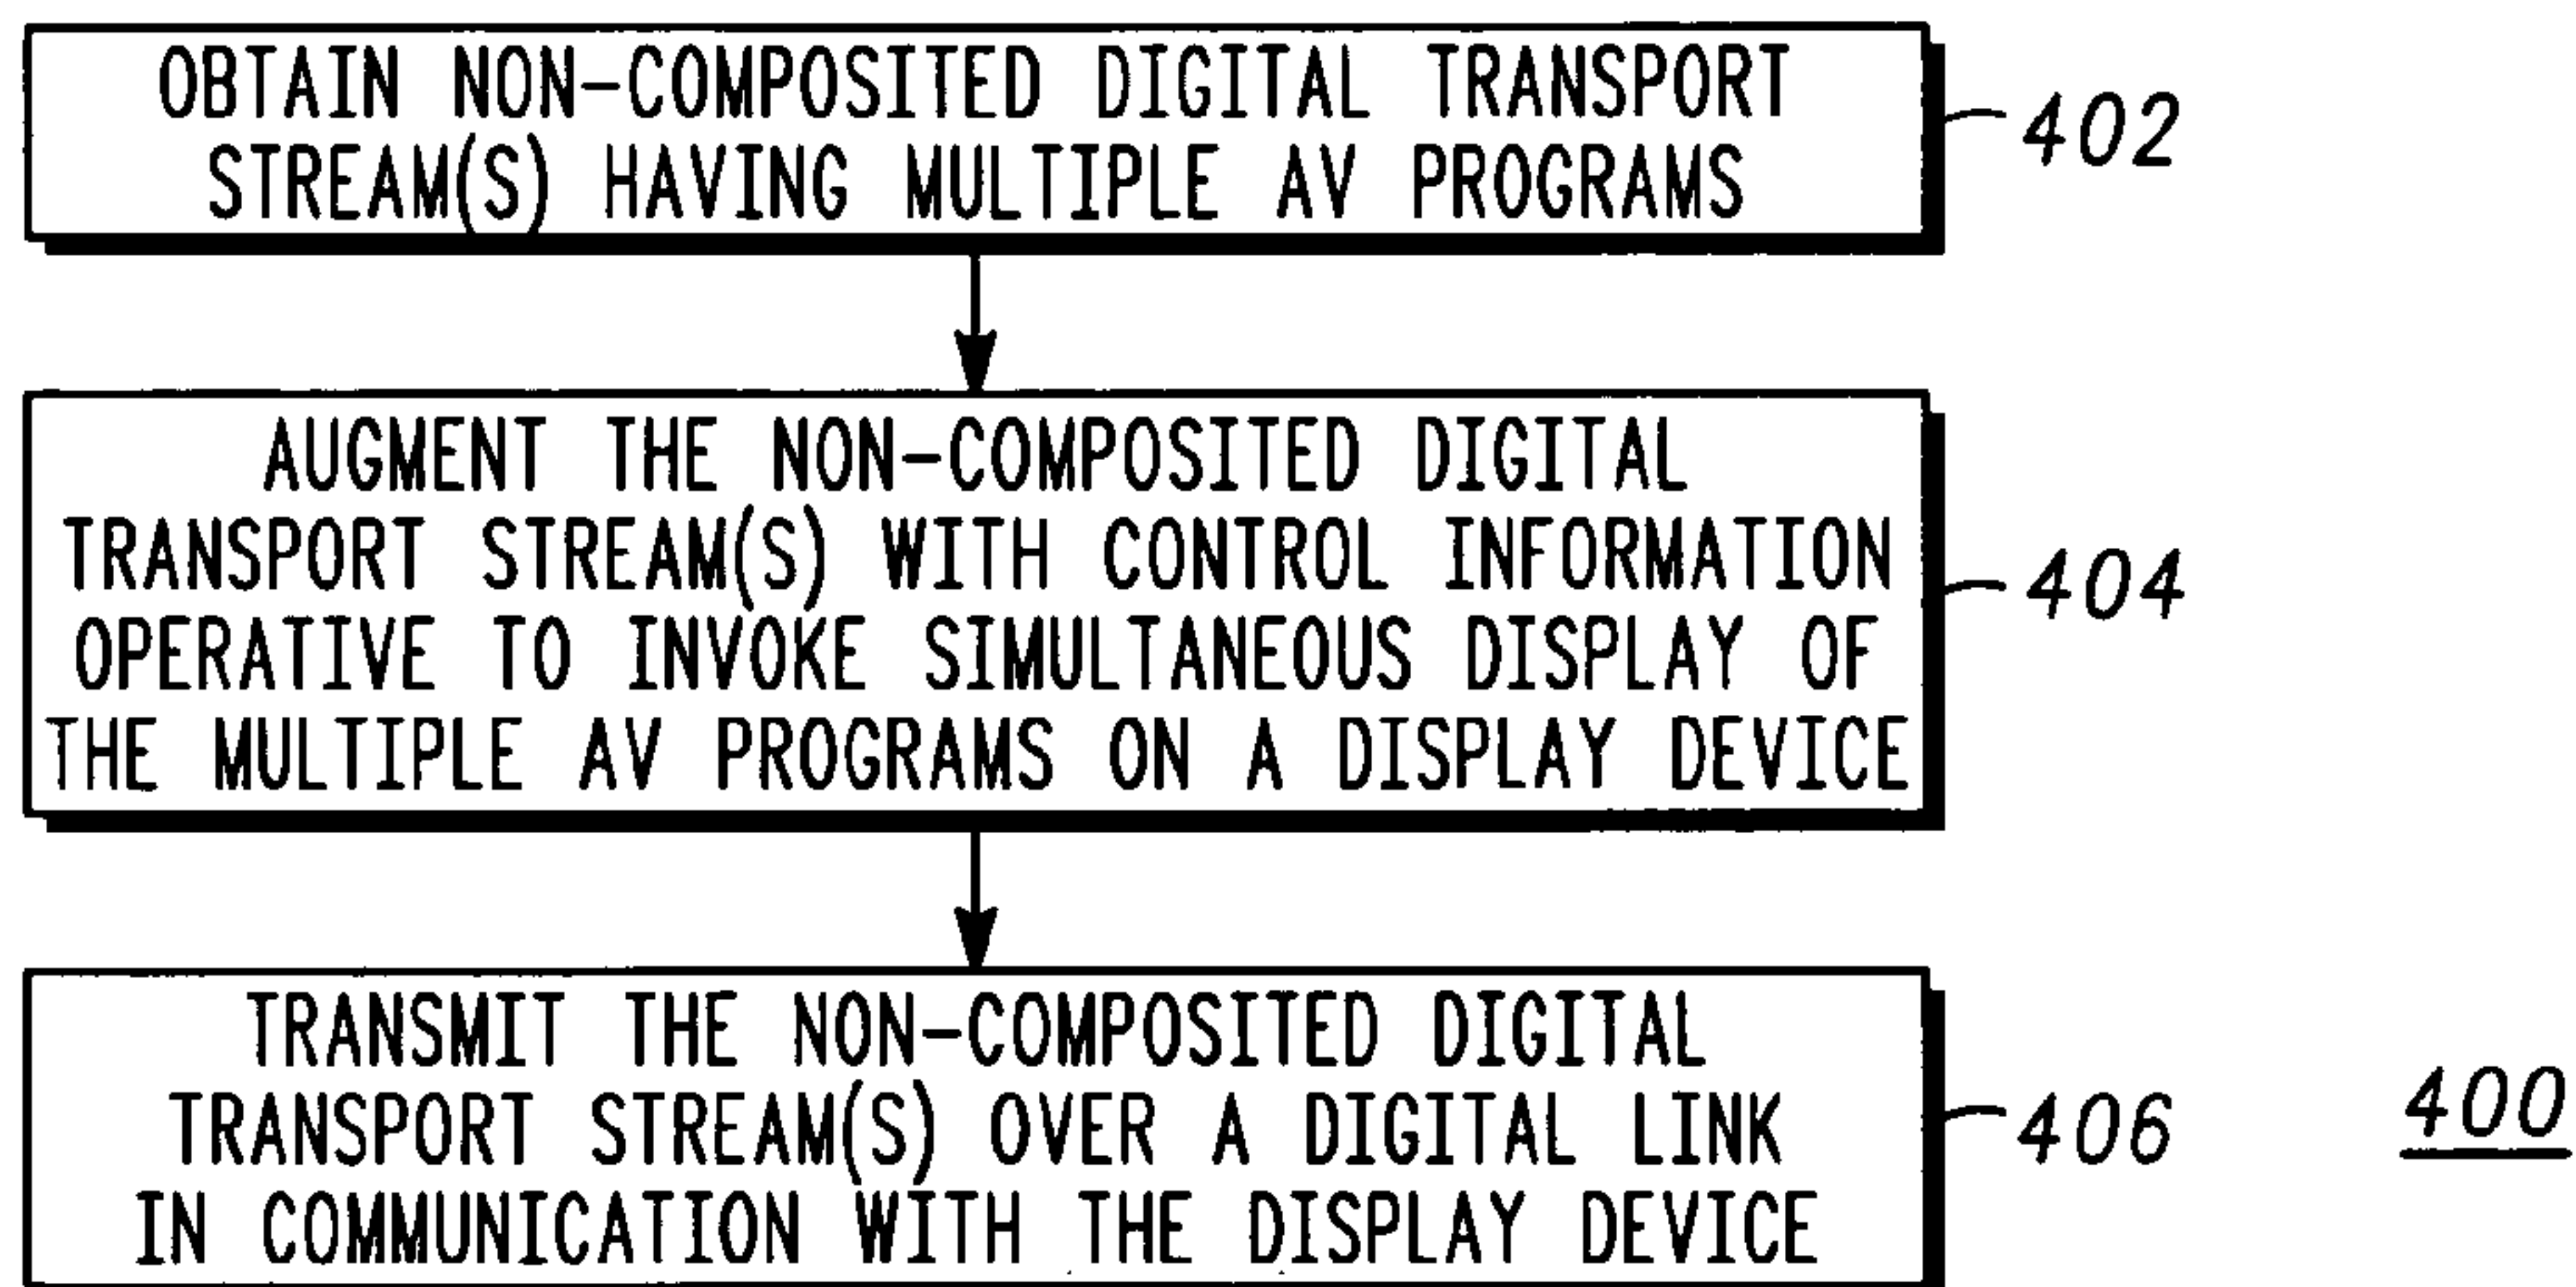 OBTAIN NON-COMPOSITED DIGITAL TRANSPORT
STREAM(S) HAVING MULTIPLE AV PROGRAMS
402
AUGMENT THE NON-COMPOSITED DIGITAL
TRANSPORT STREAM(S) WITH CONTROL INFORMATION
OPERATIVE TO INVOKE SIMULTANEOUS DISPLAY OF
THE MULTIPLE AV PROGRAMS ON A DISPLAY DEVICE
404
TRANSMIT THE NON-COMPOSITED DIGITAL
TRANSPORT STREAM(S) OVER A DIGITAL LINK
IN COMMUNICATION WITH THE DISPLAY DEVICE
406
400